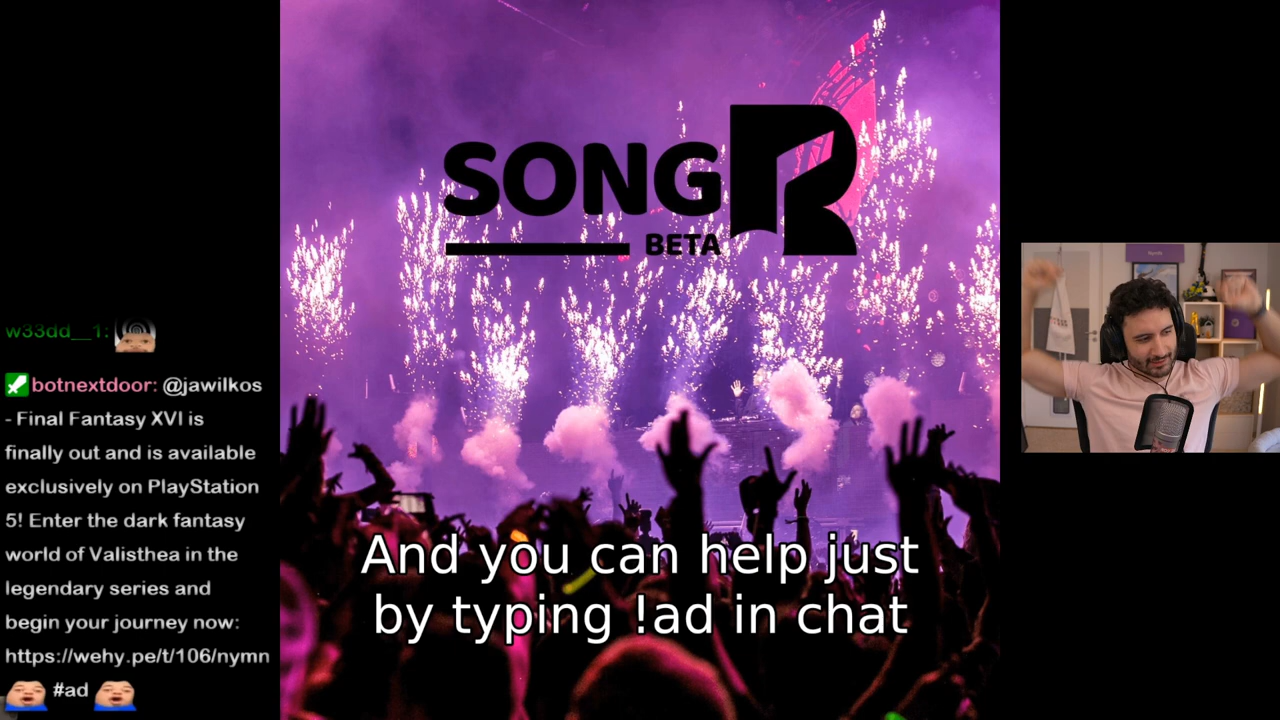 SONG R
BETA
w33dd__1:
botnextdoor: @jawilkos
- Final Fantasy XVI is
finally out and is available
exclusively on PlayStation
5! Enter the dark fantasy
world of Valisthea in the
legendary series and
begin your journey now:
https://wehy.pe/t/106/nymn
#ad
And you can help just
by typing !ad in chat